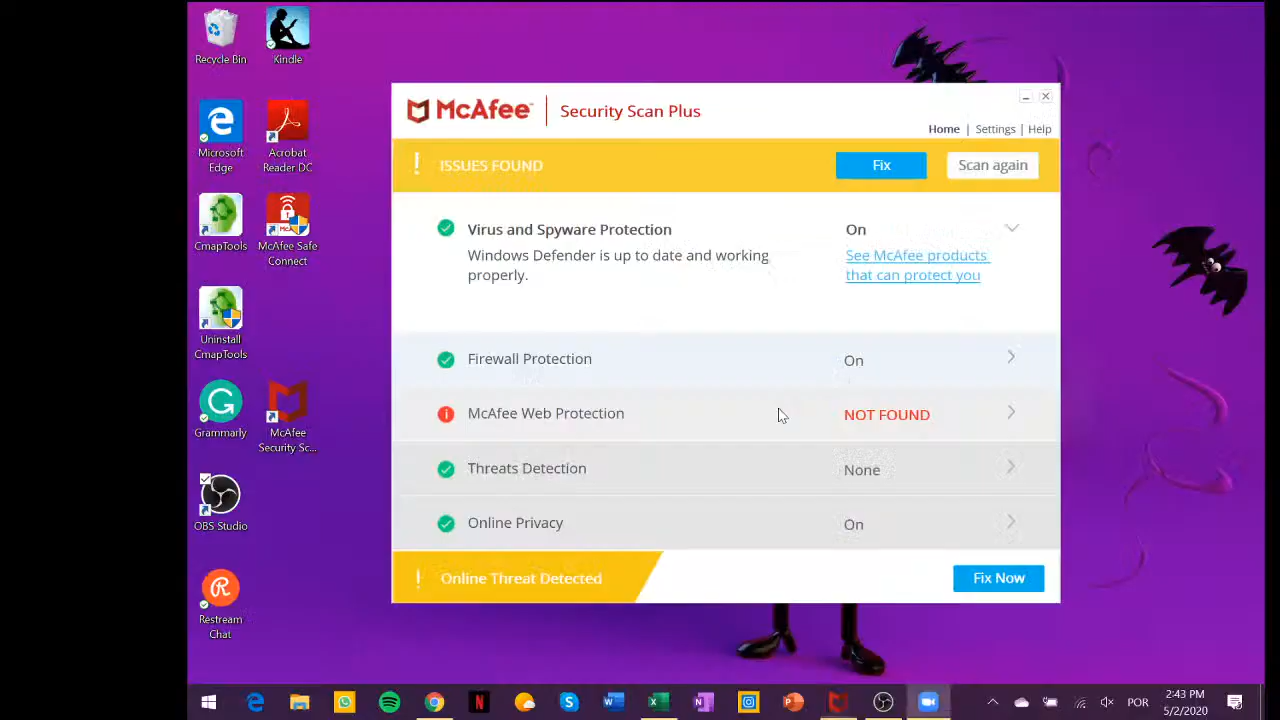 Recycle Bin
Kindle
Microsoft
Edge
Acrobat
Reader DC
CmapTools
McAfee Safe
Connect
Uninstall
CmapTools
Grammarly
McAfee
Security Sc...
OBS Studio
Restream
Chat
McAfee™ Security Scan Plus
Home | Settings | Help
! ISSUES FOUND Fix Scan again
Virus and Spyware Protection On
Windows Defender is up to date and working
properly.
See McAfee products
that can protect you
Firewall Protection On
McAfee Web Protection NOT FOUND
Threats Detection None
Online Privacy On
! Online Threat Detected Fix Now
POR
2:43 PM
5/2/2020